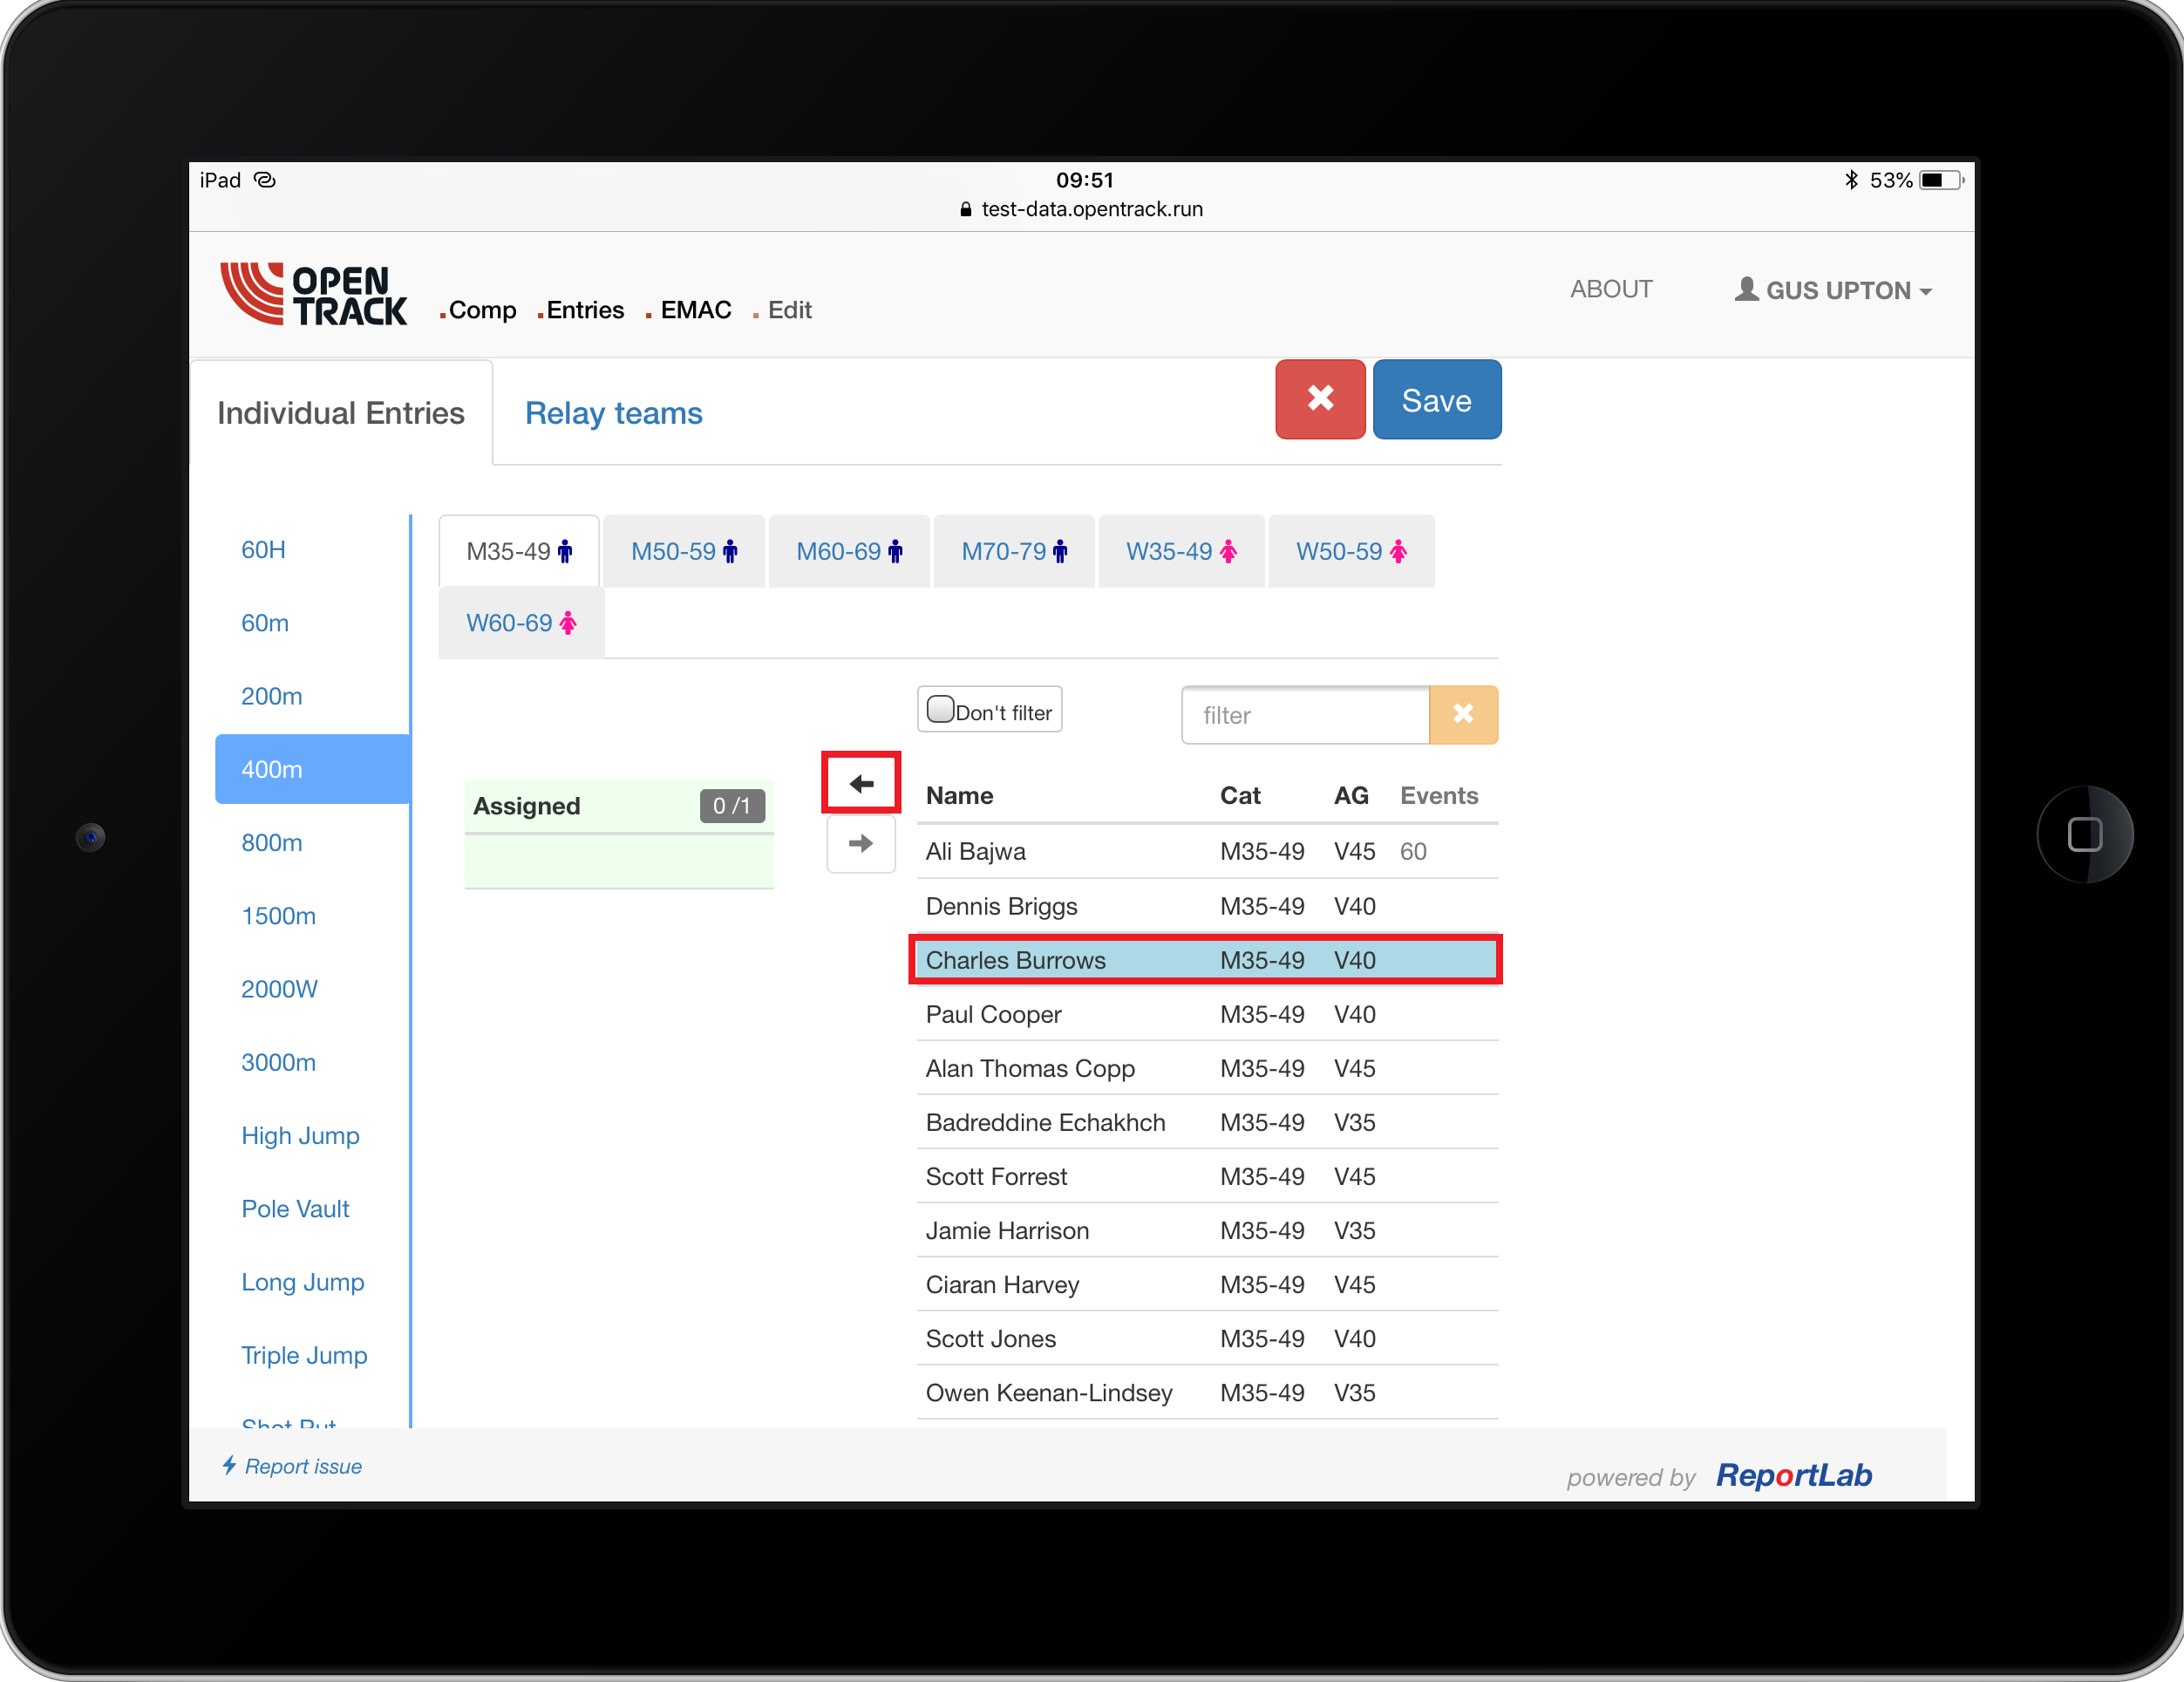 iPad
09:51
53%
test-data.opentrack.run
OPEN
TRACK
.Comp .Entries . EMAC . Edit
ABOUT
GUS UPTON
Individual Entries
Relay teams
Save
60H
60m
200m
400m
800m
1500m
2000W
3000m
High Jump
Pole Vault
Long Jump
Triple Jump
Shot Put
M35-49
M50-59
M60-69
M70-79
W35-49
W50-59
W60-69
Don't filter
filter
Assigned 0 /1
Name Cat AG Events
Ali Bajwa M35-49 V45 60
Dennis Briggs M35-49 V40
Charles Burrows M35-49 V40
Paul Cooper M35-49 V40
Alan Thomas Copp M35-49 V45
Badreddine Echakhch M35-49 V35
Scott Forrest M35-49 V45
Jamie Harrison M35-49 V35
Ciaran Harvey M35-49 V45
Scott Jones M35-49 V40
Owen Keenan-Lindsey M35-49 V35
Report issue
powered by ReportLab